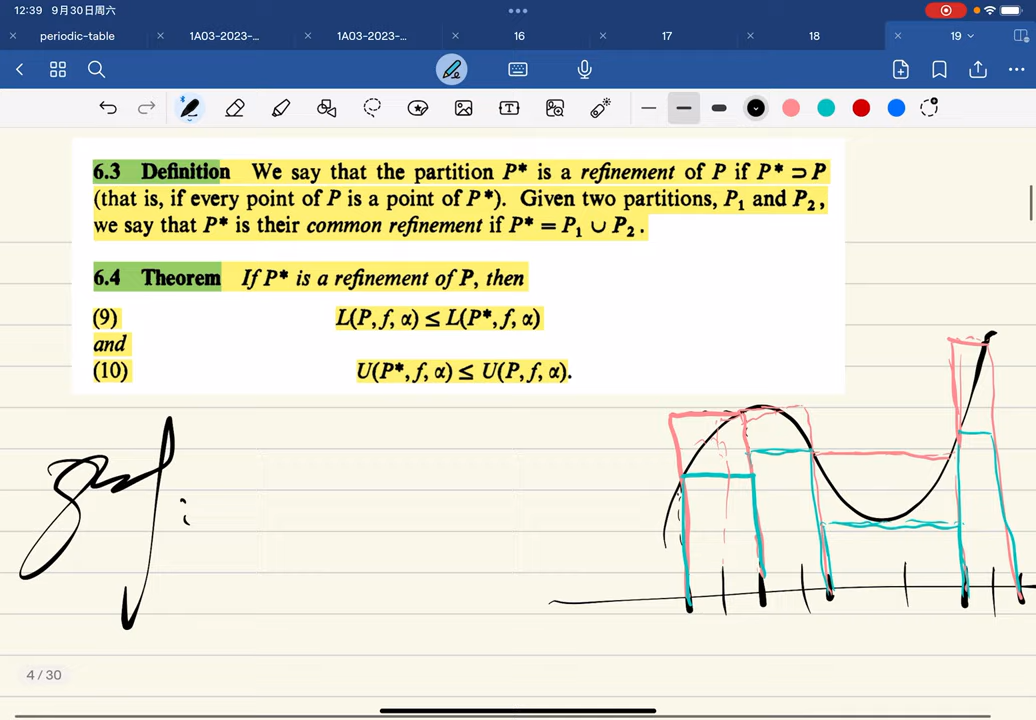 12:39 9月30日周六
periodic-table
1A03-2023-...
1A03-2023-...
16
17
18
19
6.3 Definition We say that the partition P* is a refinement of P if P* ⊃ P
(that is, if every point of P is a point of P*). Given two partitions, P₁ and P₂,
we say that P* is their common refinement if P* = P₁ ∪ P₂.
6.4 Theorem If P* is a refinement of P, then
(9) L(P, f, α) ≤ L(P*, f, α)
and
(10) U(P*, f, α) ≤ U(P, f, α).
4 / 30